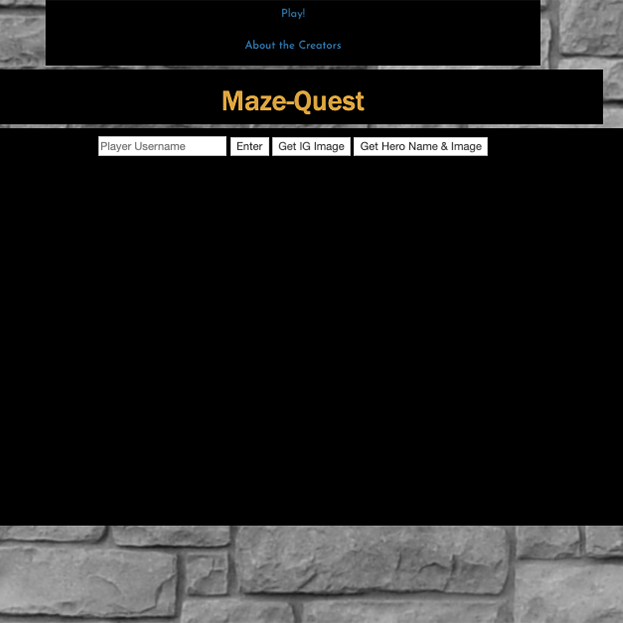 Play!
About the Creators
Maze-Quest
Player Username Enter Get IG Image Get Hero Name & Image